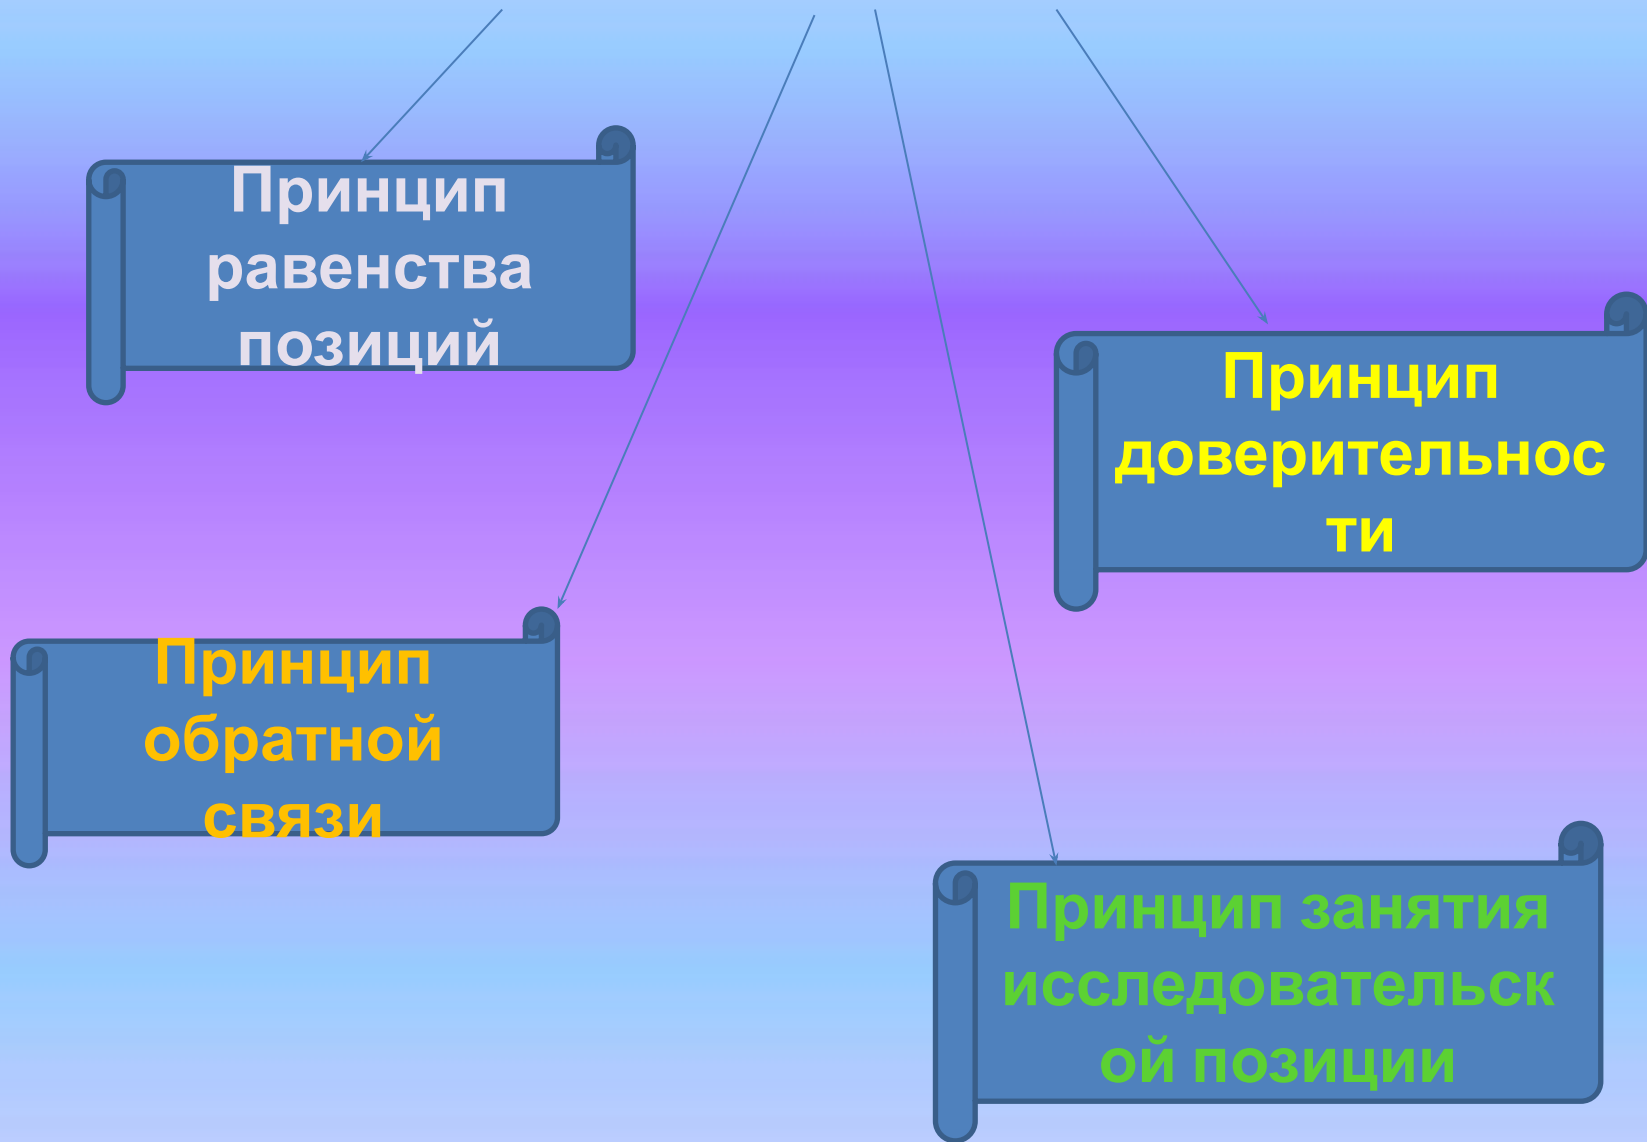 Принцип
равенства
позиций
Принцип
доверительнос
ти
Принцип
обратной
связи
Принцип занятия
исследовательск
ой позиции